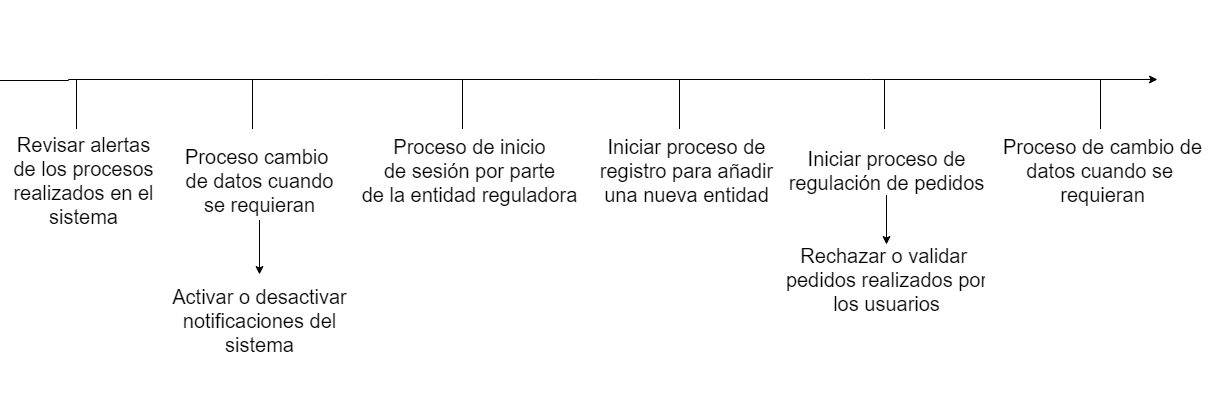 Revisar alertas
de los procesos
realizados en el
sistema
Proceso cambio
de datos cuando
se requieran
Activar o desactivar
notificaciones del
sistema
Proceso de inicio
de sesión por parte
de la entidad reguladora
Iniciar proceso de
registro para añadir
una nueva entidad
Iniciar proceso de
regulación de pedidos
Rechazar o validar
pedidos realizados por
los usuarios
Proceso de cambio de
datos cuando se
requieran